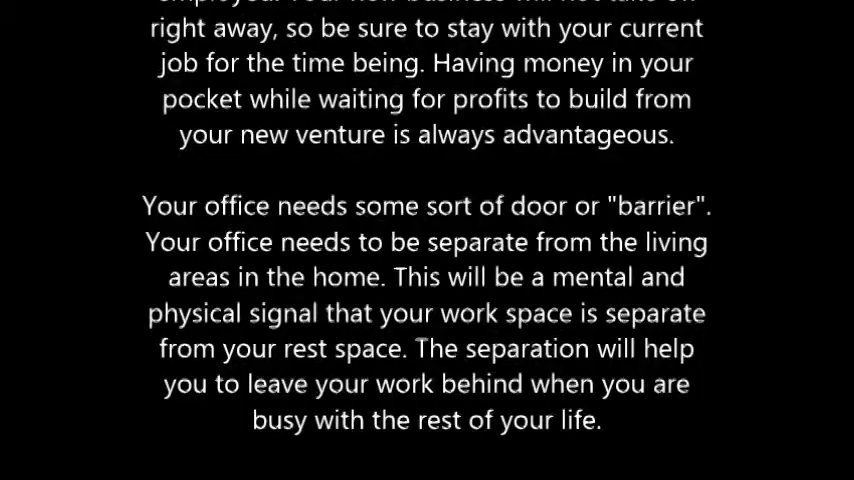 right away, so be sure to stay with your current
job for the time being. Having money in your
pocket while waiting for profits to build from
your new venture is always advantageous.
Your office needs some sort of door or "barrier".
Your office needs to be separate from the living
areas in the home. This will be a mental and
physical signal that your work space is separate
from your rest space. The separation will help
you to leave your work behind when you are
busy with the rest of your life.